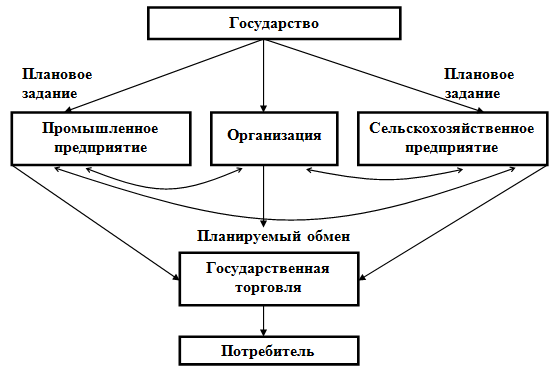 Государство
Плановое
задание
Плановое
задание
Промышленное
предприятие
Организация
Сельскохозяйственное
предприятие
Планируемый обмен
Государственная
торговля
Потребитель